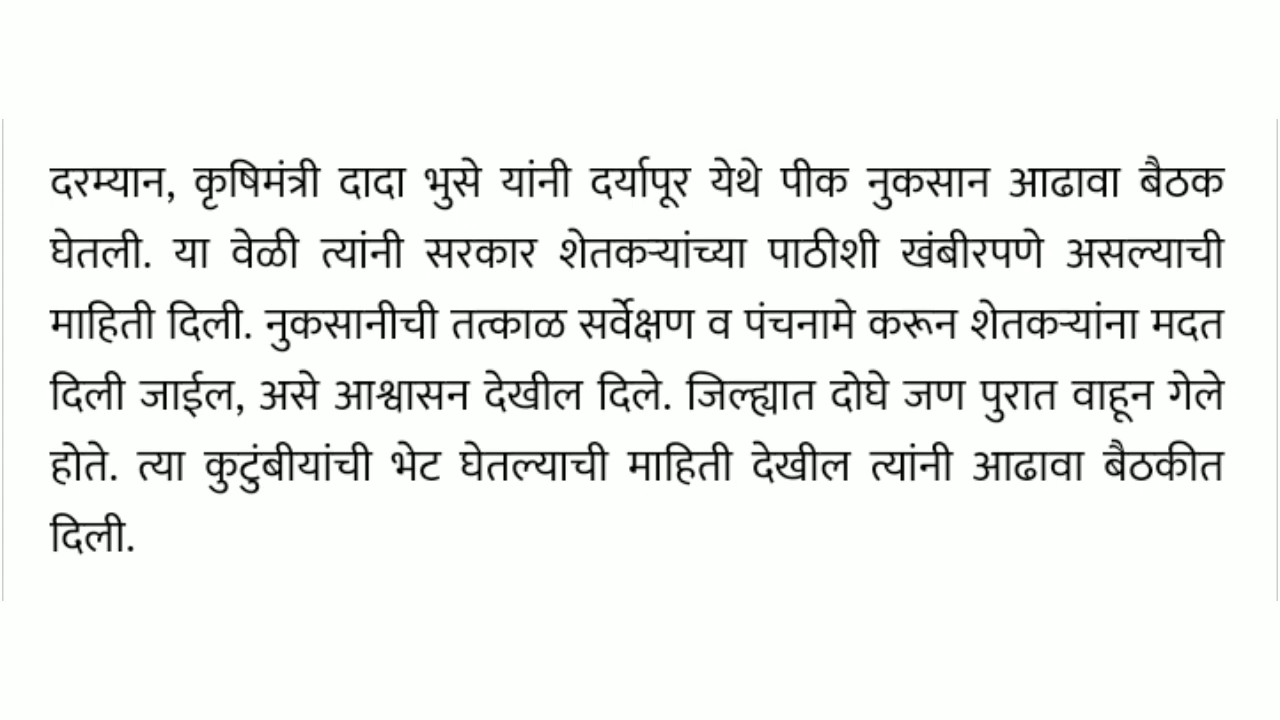 दरम्यान, कृषिमंत्री दादा भुसे यांनी दर्यापूर येथे पीक नुकसान आढावा बैठक
घेतली. या वेळी त्यांनी सरकार शेतकऱ्यांच्या पाठीशी खंबीरपणे असल्याची
माहिती दिली. नुकसानीची तत्काळ सर्वेक्षण व पंचनामे करून शेतकऱ्यांना मदत
दिली जाईल, असे आश्वासन देखील दिले. जिल्ह्यात दोघे जण पुरात वाहून गेले
होते. त्या कुटुंबीयांची भेट घेतल्याची माहिती देखील त्यांनी आढावा बैठकीत
दिली.